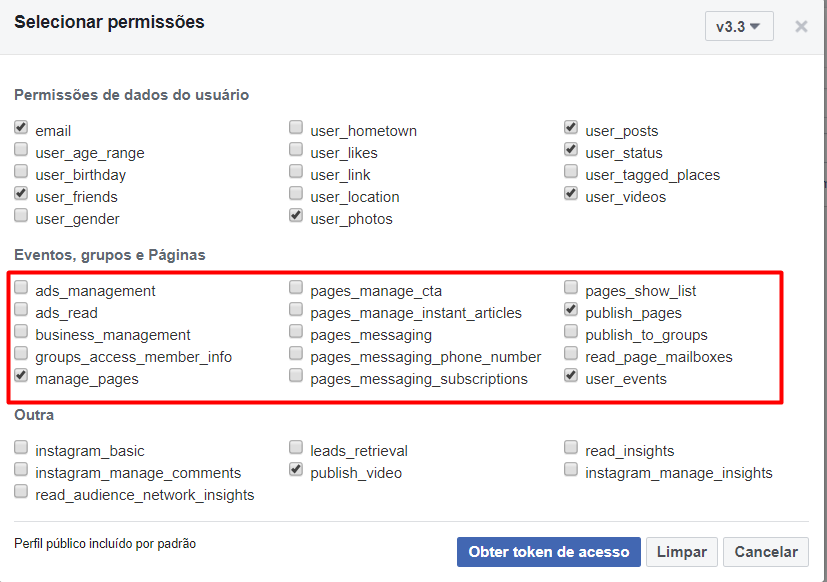 Selecionar permissões
v3.3
Permissões de dados do usuário
email
user_age_range
user_birthday
user_friends
user_gender
user_hometown
user_likes
user_link
user_location
user_photos
user_posts
user_status
user_tagged_places
user_videos
Eventos, grupos e Páginas
ads_management
ads_read
business_management
groups_access_member_info
manage_pages
pages_manage_cta
pages_manage_instant_articles
pages_messaging
pages_messaging_phone_number
pages_messaging_subscriptions
pages_show_list
publish_pages
publish_to_groups
read_page_mailboxes
user_events
Outra
instagram_basic
instagram_manage_comments
read_audience_network_insights
leads_retrieval
publish_video
read_insights
instagram_manage_insights
Perfil público incluído por padrão
Obter token de acesso
Limpar
Cancelar